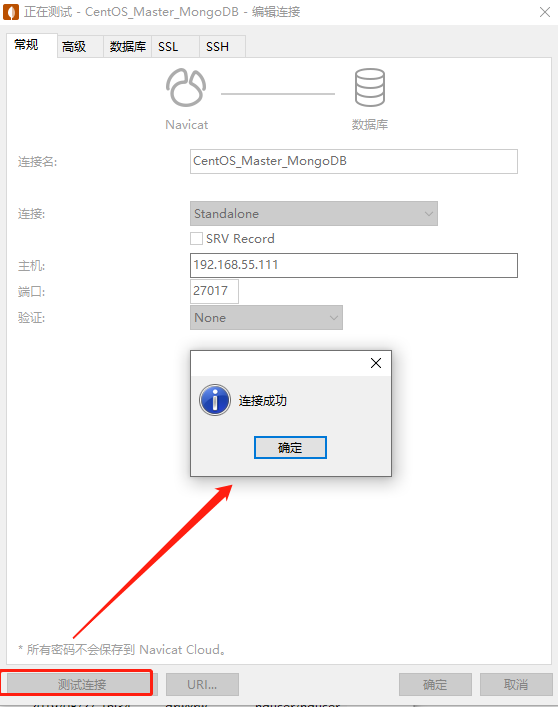 正在测试 - CentOS_Master_MongoDB - 编辑连接
常规 高级 数据库 SSL SSH
Navicat 数据库
连接名: CentOS_Master_MongoDB
连接: Standalone
SRV Record
主机: 192.168.55.111
端口: 27017
验证: None
连接成功
确定
* 所有密码不会保存到 Navicat Cloud。
测试连接 URI... 确定 取消